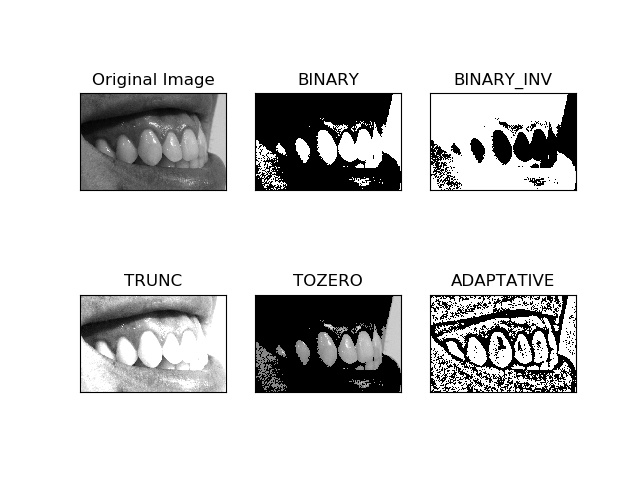 Original Image
BINARY
BINARY_INV
TRUNC
TOZERO
ADAPTATIVE